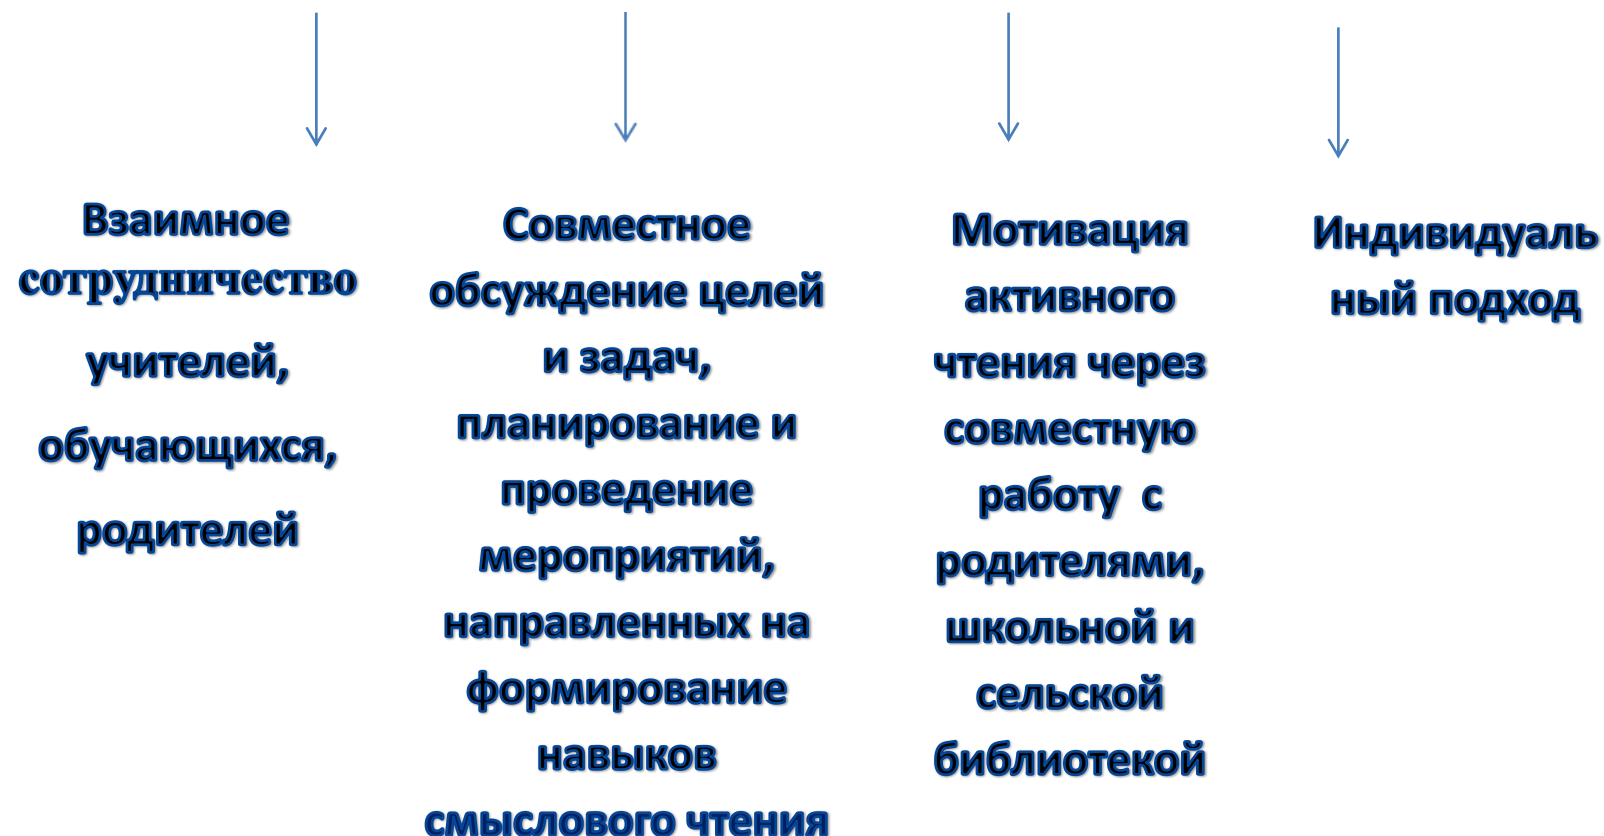 Взаимное
сотрудничество
учителей,
обучающихся,
родителей
Совместное
обсуждение целей
и задач,
планирование и
проведение
мероприятий,
направленных на
формирование
навыков
смыслового чтения
Мотивация
активного
чтения через
совместную
работу с
родителями,
школьной и
сельской
библиотекой
Индивидуаль
ный подход